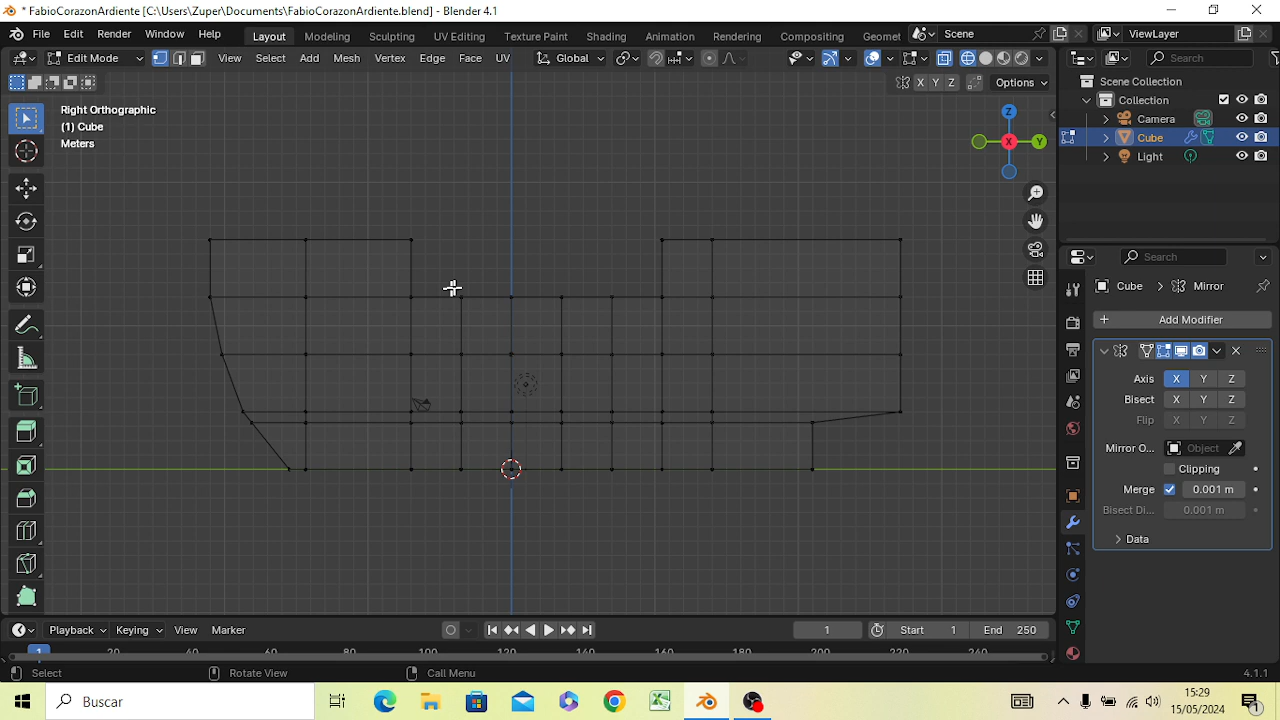 * FabioCorazonArdiente [C:\Users\Zuper\Documents\FabioCorazonArdiente.blend] - Blender 4.1
File Edit Render Window Help Layout Modeling Sculpting UV Editing Texture Paint Shading Animation Rendering Compositing Geomet Scene ViewLayer
Edit Mode View Select Add Mesh Vertex Edge Face UV Global Search
X Y Z Options
Right Orthographic
(1) Cube
Meters
Z
Y
X
Scene Collection
Collection
Camera
Cube
Light
Search
Cube > Mirror
+ Add Modifier
Axis X Y Z
Bisect X Y Z
Flip X Y Z
Mirror O... Object
Clipping
Merge 0.001 m
Bisect Di... 0.001 m
Data
Playback Keying View Marker 1 Start 1 End 250
1 20 40 60 80 100 120 140 160 180 200 220 240
Select Rotate View Call Menu 4.1.1
Buscar
15:29
15/05/2024
1